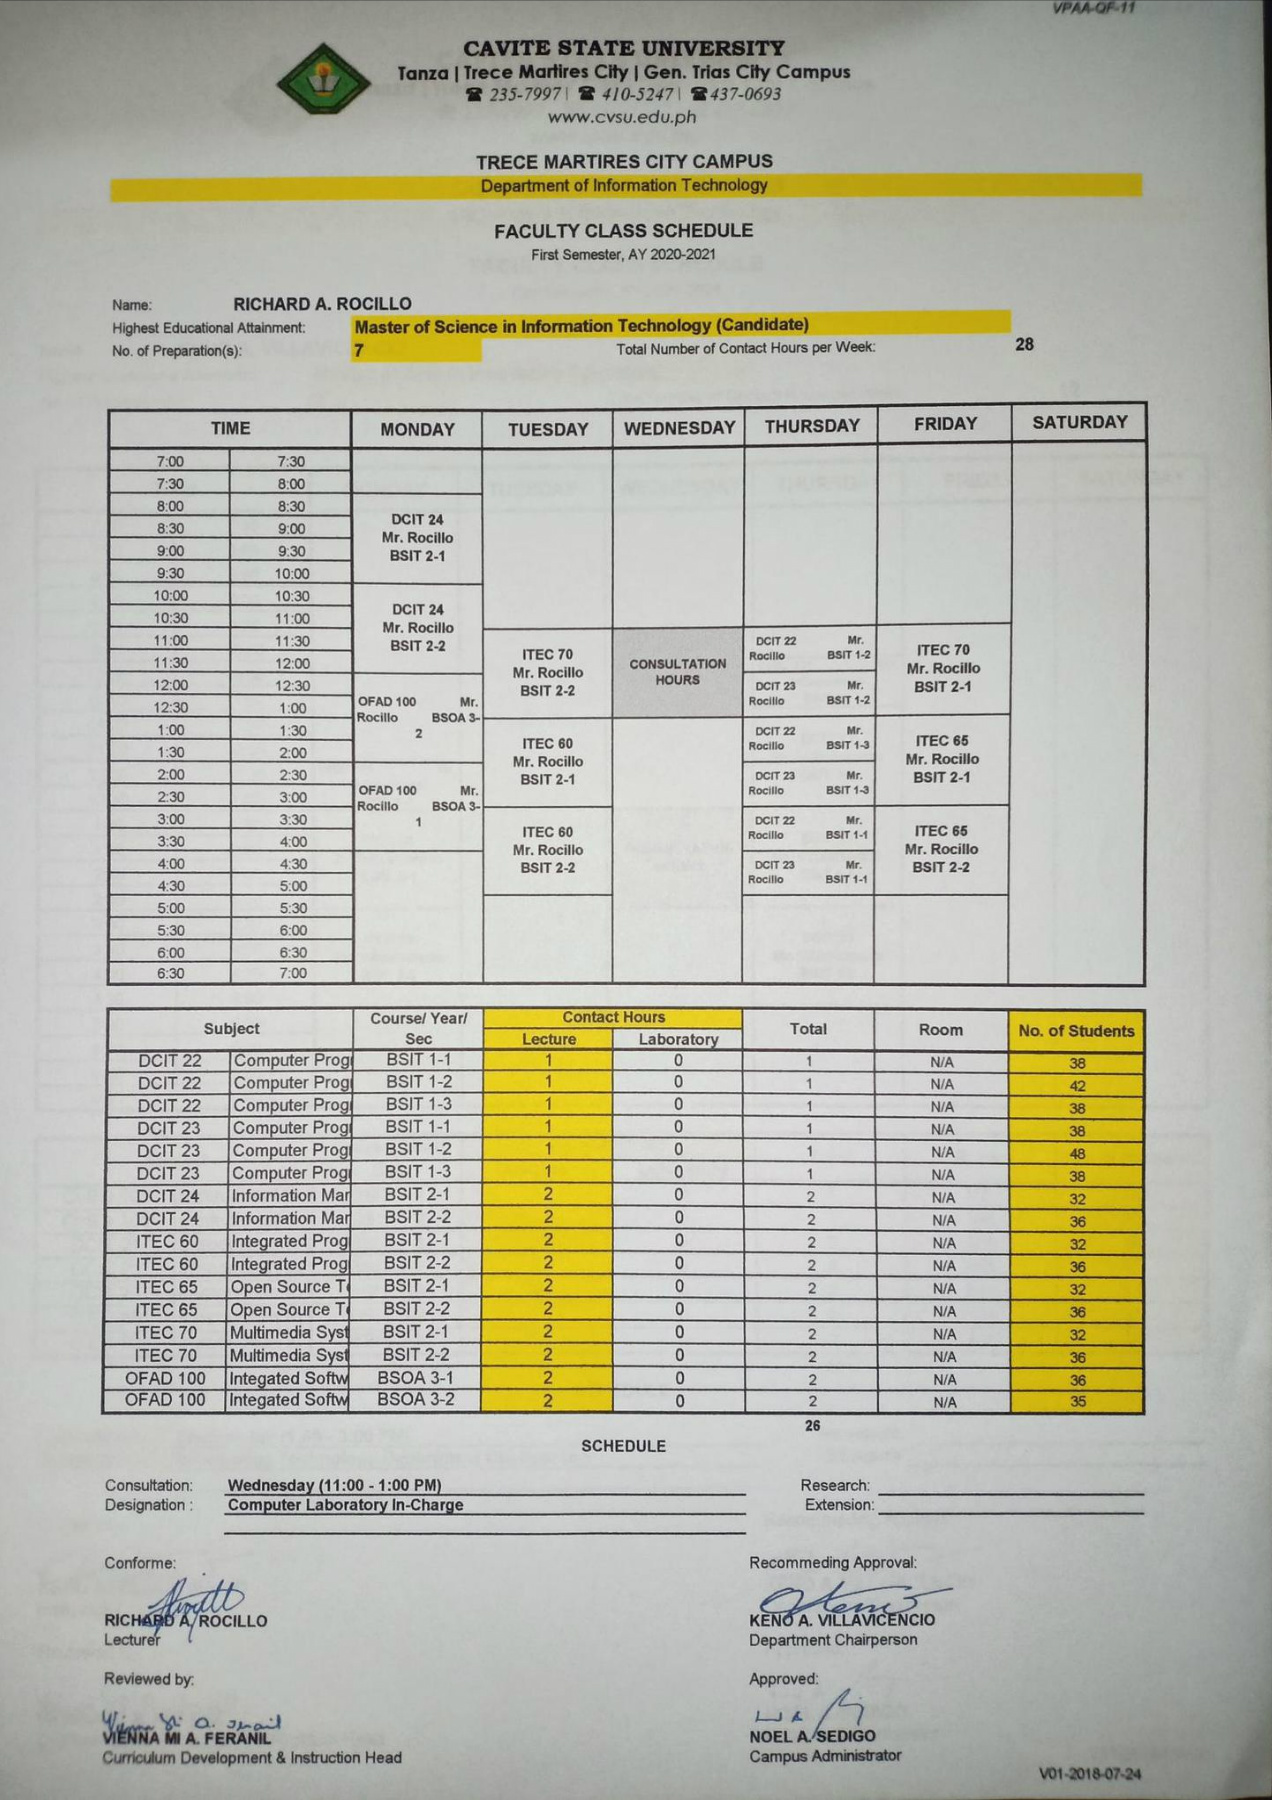 VPAA-QF-11
CAVITE STATE UNIVERSITY
Tanza | Trece Martires City | Gen. Trias City Campus
☎ 235-7997| ☎ 410-5247| ☎437-0693
www.cvsu.edu.ph
TRECE MARTIRES CITY CAMPUS
Department of Information Technology
FACULTY CLASS SCHEDULE
First Semester, AY 2020-2021
Name: RICHARD A. ROCILLO
Highest Educational Attainment: Master of Science in Information Technology (Candidate)
No. of Preparation(s): 7 Total Number of Contact Hours per Week: 28
TIME MONDAY TUESDAY WEDNESDAY THURSDAY FRIDAY SATURDAY
7:00 7:30
7:30 8:00
8:00 8:30
8:30 9:00
9:00 9:30
9:30 10:00
10:00 10:30
10:30 11:00
11:00 11:30
11:30 12:00
12:00 12:30
12:30 1:00
1:00 1:30
1:30 2:00
2:00 2:30
2:30 3:00
3:00 3:30
3:30 4:00
4:00 4:30
4:30 5:00
5:00 5:30
5:30 6:00
6:00 6:30
6:30 7:00
DCIT 24
Mr. Rocillo
BSIT 2-1
DCIT 24
Mr. Rocillo
BSIT 2-2
OFAD 100 Mr.
Rocillo BSOA 3-
2
OFAD 100 Mr.
Rocillo BSOA 3-
1
ITEC 70
Mr. Rocillo
BSIT 2-2
ITEC 60
Mr. Rocillo
BSIT 2-1
ITEC 60
Mr. Rocillo
BSIT 2-2
CONSULTATION
HOURS
DCIT 22 Mr.
Rocillo BSIT 1-2
DCIT 23 Mr.
Rocillo BSIT 1-2
DCIT 22 Mr.
Rocillo BSIT 1-3
DCIT 23 Mr.
Rocillo BSIT 1-3
DCIT 22 Mr.
Rocillo BSIT 1-1
DCIT 23 Mr.
Rocillo BSIT 1-1
ITEC 70
Mr. Rocillo
BSIT 2-1
ITEC 65
Mr. Rocillo
BSIT 2-1
ITEC 65
Mr. Rocillo
BSIT 2-2
Subject Course/ Year/ Sec Contact Hours Total Room No. of Students
Lecture Laboratory
DCIT 22 Computer Prog BSIT 1-1 1 0 1 N/A 38
DCIT 22 Computer Prog BSIT 1-2 1 0 1 N/A 42
DCIT 22 Computer Prog BSIT 1-3 1 0 1 N/A 38
DCIT 23 Computer Prog BSIT 1-1 1 0 1 N/A 38
DCIT 23 Computer Prog BSIT 1-2 1 0 1 N/A 48
DCIT 23 Computer Prog BSIT 1-3 1 0 1 N/A 38
DCIT 24 Information Mar BSIT 2-1 2 0 2 N/A 32
DCIT 24 Information Mar BSIT 2-2 2 0 2 N/A 36
ITEC 60 Integrated Prog BSIT 2-1 2 0 2 N/A 32
ITEC 60 Integrated Prog BSIT 2-2 2 0 2 N/A 36
ITEC 65 Open Source T BSIT 2-1 2 0 2 N/A 32
ITEC 65 Open Source T BSIT 2-2 2 0 2 N/A 36
ITEC 70 Multimedia Syst BSIT 2-1 2 0 2 N/A 32
ITEC 70 Multimedia Syst BSIT 2-2 2 0 2 N/A 36
OFAD 100 Integated Softw BSOA 3-1 2 0 2 N/A 36
OFAD 100 Integated Softw BSOA 3-2 2 0 2 N/A 35
26
SCHEDULE
Consultation: Wednesday (11:00 - 1:00 PM) Research:
Designation : Computer Laboratory In-Charge Extension:
Conforme: Recommeding Approval:
RICHARD A. ROCILLO KENO A. VILLAVICENCIO
Lecturer Department Chairperson
Reviewed by: Approved:
VIENNA MI A. FERANIL NOEL A. SEDIGO
Curriculum Development & Instruction Head Campus Administrator
V01-2018-07-24